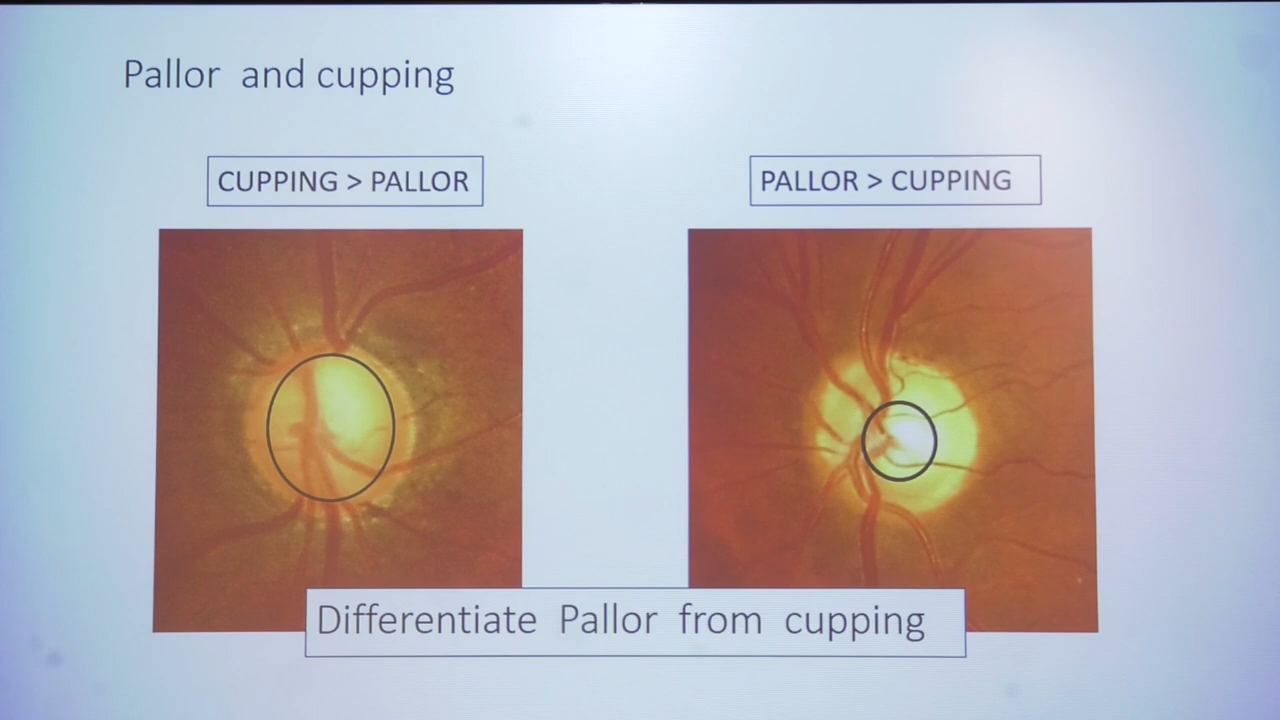 Pallor and cupping
CUPPING > PALLOR
PALLOR > CUPPING
Differentiate Pallor from cupping